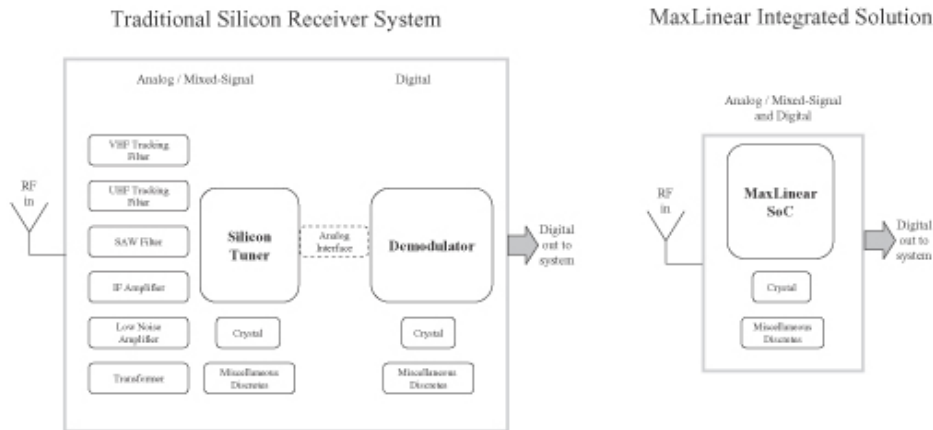 Traditional Silicon Receiver System
MaxLinear Integrated Solution
Analog / Mixed-Signal
Digital
VHF Tracking
Filter
UHF Tracking
Filter
SAW Filter
IF Amplifier
Low Noise
Amplifier
Transformer
RF
in
Silicon
Tuner
Crystal
Miscellaneous
Discretes
Analog
Interface
Demodulator
Crystal
Miscellaneous
Discretes
Digital
out to
system
Analog / Mixed-Signal
and Digital
RF
in
MaxLinear
SoC
Crystal
Miscellaneous
Discretes
Digital
out to
system